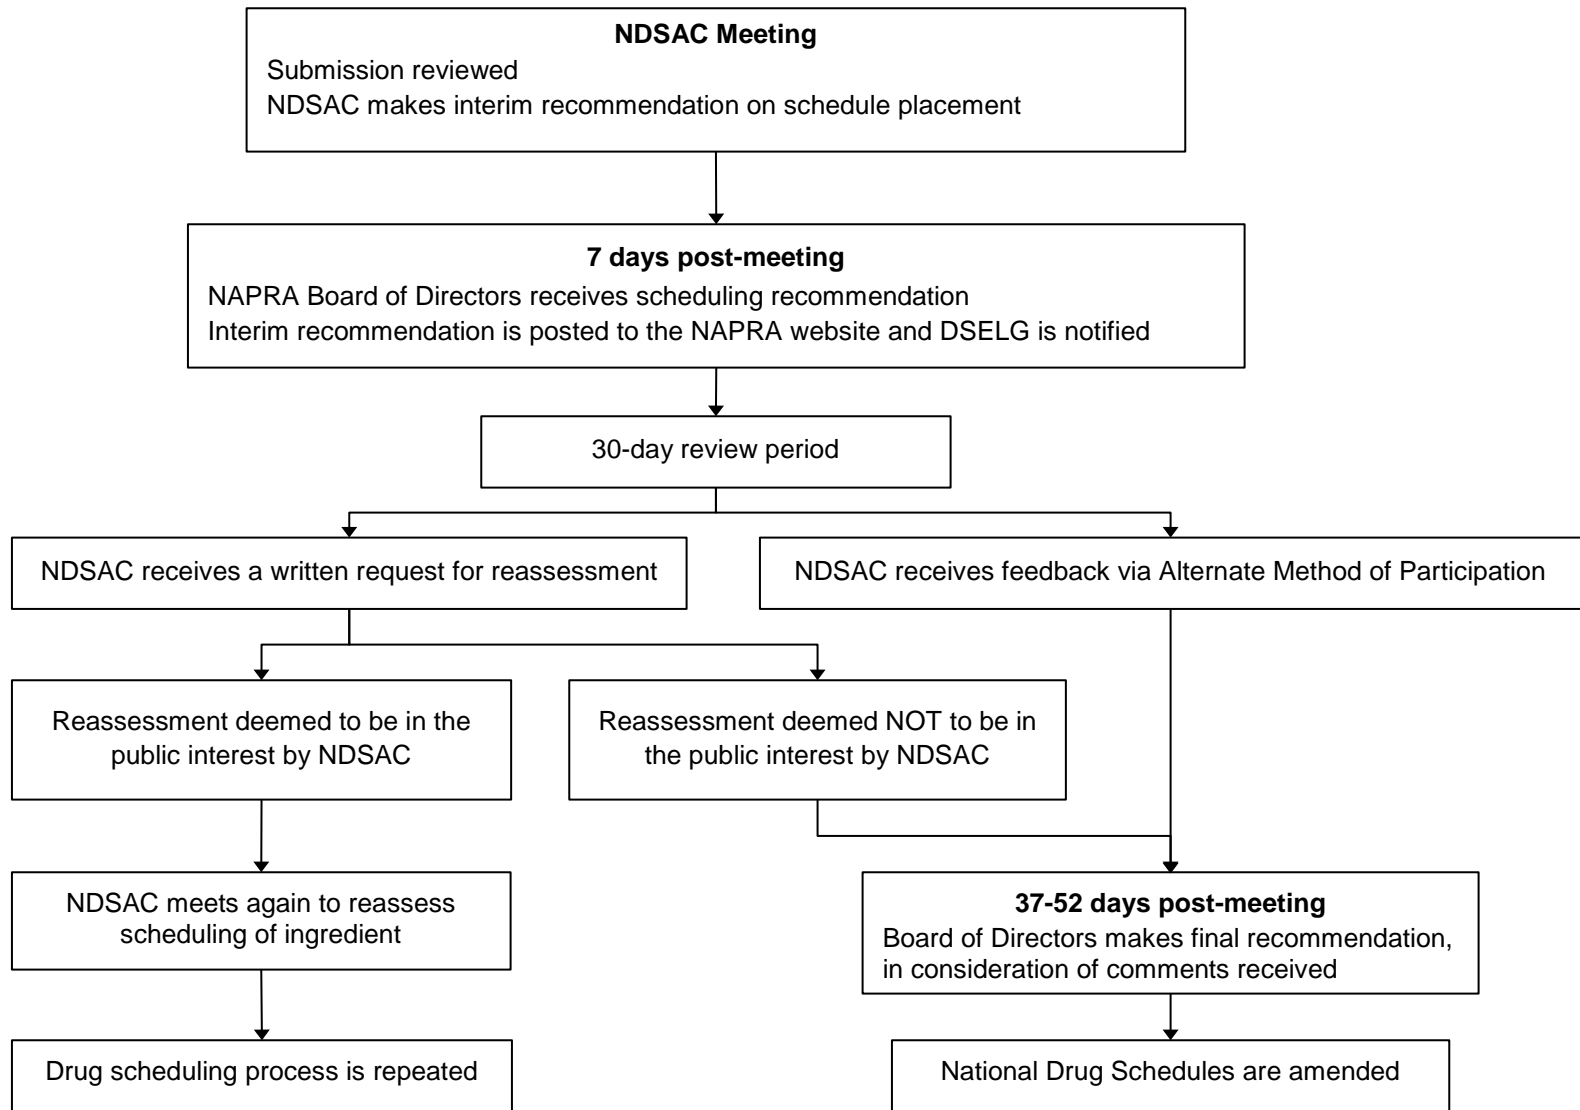 NDSAC Meeting
Submission reviewed
NDSAC makes interim recommendation on schedule placement
7 days post-meeting
NAPRA Board of Directors receives scheduling recommendation
Interim recommendation is posted to the NAPRA website and DSELG is notified
30-day review period
NDSAC receives a written request for reassessment
NDSAC receives feedback via Alternate Method of Participation
Reassessment deemed to be in the
public interest by NDSAC
Reassessment deemed NOT to be in
the public interest by NDSAC
NDSAC meets again to reassess
scheduling of ingredient
37-52 days post-meeting
Board of Directors makes final recommendation,
in consideration of comments received
Drug scheduling process is repeated
National Drug Schedules are amended